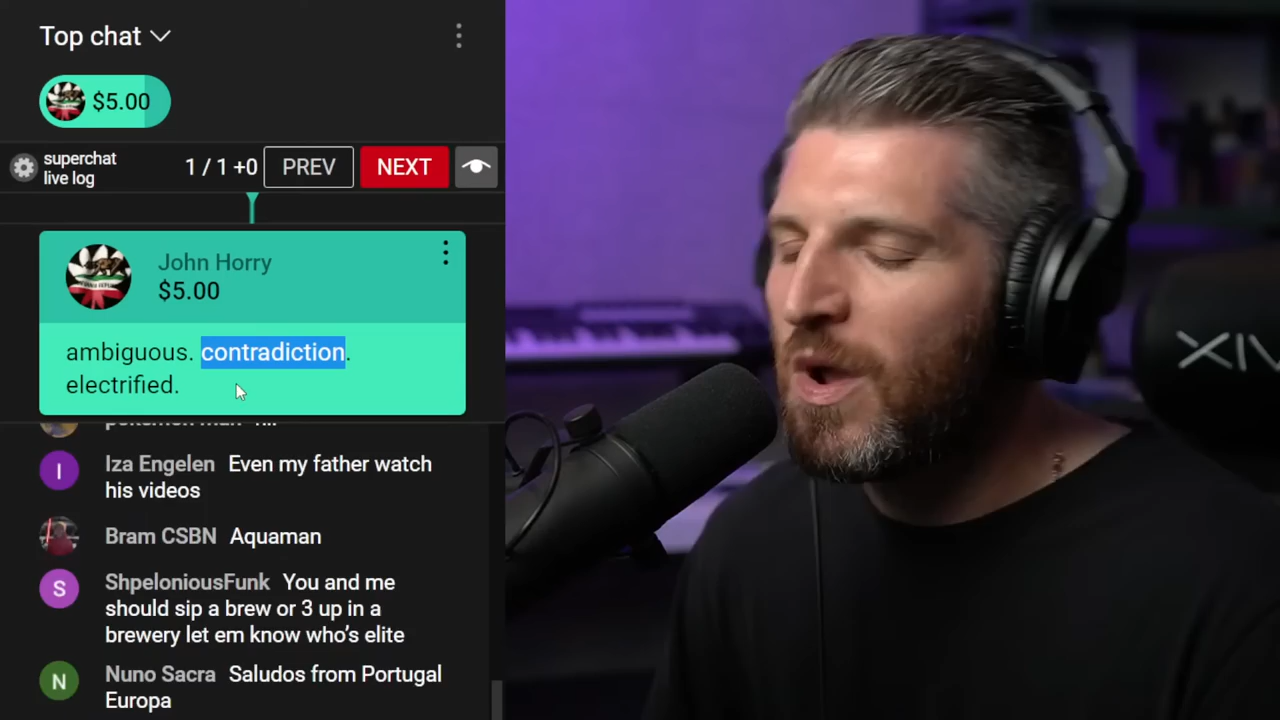 Top chat
$5.00
superchat
live log
1 / 1 +0
PREV
NEXT
John Horry
$5.00
ambiguous. contradiction.
electrified.
Iza Engelen Even my father watch
his videos
Bram CSBN Aquaman
S
ShpeloniousFunk You and me
should sip a brew or 3 up in a
brewery let em know who’s elite
N
Nuno Sacra Saludos from Portugal
Europa
I
XIV